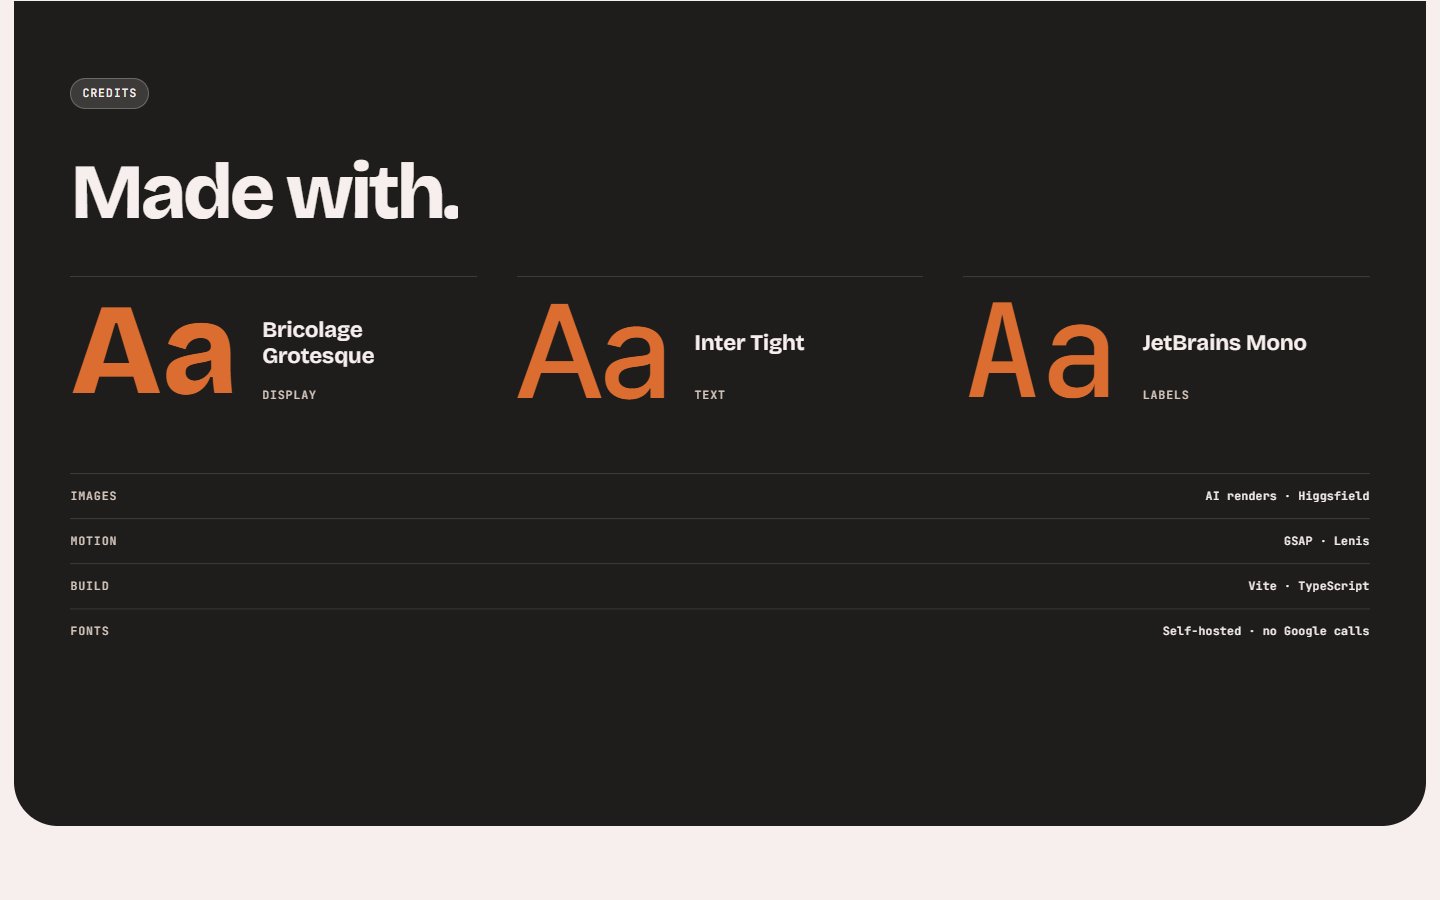 CREDITS
Made with.
Aa
Bricolage
Grotesque
DISPLAY
Aa
Inter Tight
TEXT
Aa
JetBrains Mono
LABELS
IMAGES
AI renders · Higgsfield
MOTION
GSAP · Lenis
BUILD
Vite · TypeScript
FONTS
Self-hosted · no Google calls